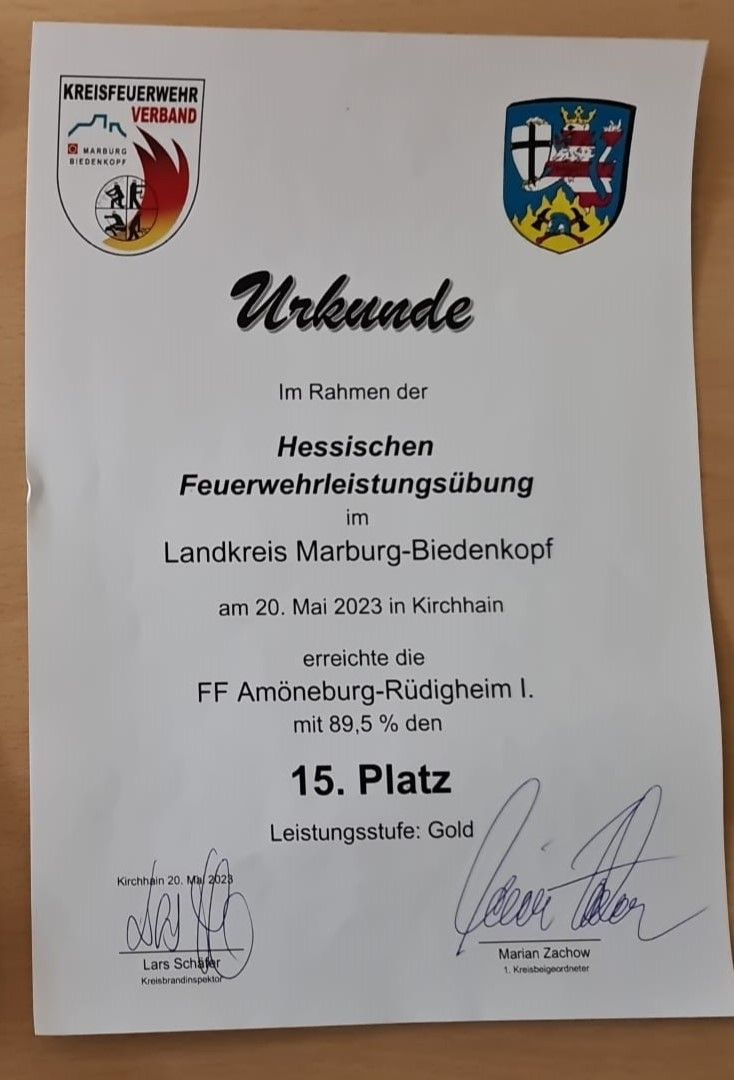 KREISFEUERWEHR
VERBAND
MARBURG
BIEDENKOPF
Urkunde
Im Rahmen der
Hessischen
Feuerwehrleistungsübung
im
Landkreis Marburg-Biedenkopf
am 20. Mai 2023 in Kirchhain
erreichte die
FF Amöneburg-Rüdigheim I.
mit 89,5 % den
15. Platz
Leistungsstufe: Gold
Kirchhain 20. Mai 2023
Lars Schäfer
Kreisbrandinspektor
Marian Zachow
1. Kreisbeigeordneter